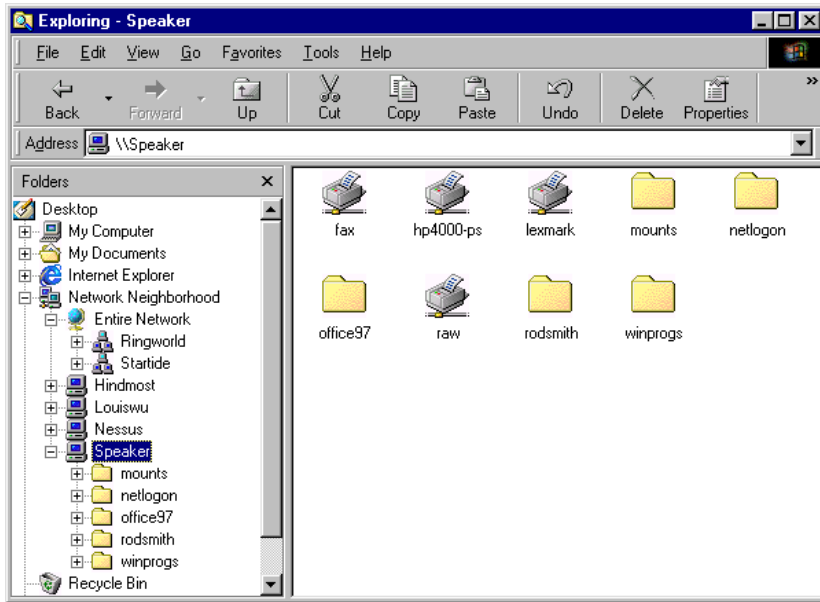 Exploring - Speaker
File Edit View Go Favorites Tools Help
Back Forward Up Cut Copy Paste Undo Delete Properties »
Address \\Speaker
Folders
Desktop
My Computer
My Documents
Internet Explorer
Network Neighborhood
Entire Network
Ringworld
Startide
Hindmost
Louiswu
Nessus
Speaker
mounts
netlogon
office97
rodsmith
winprogs
Recycle Bin
fax hp4000-ps lexmark mounts netlogon
office97 raw rodsmith winprogs